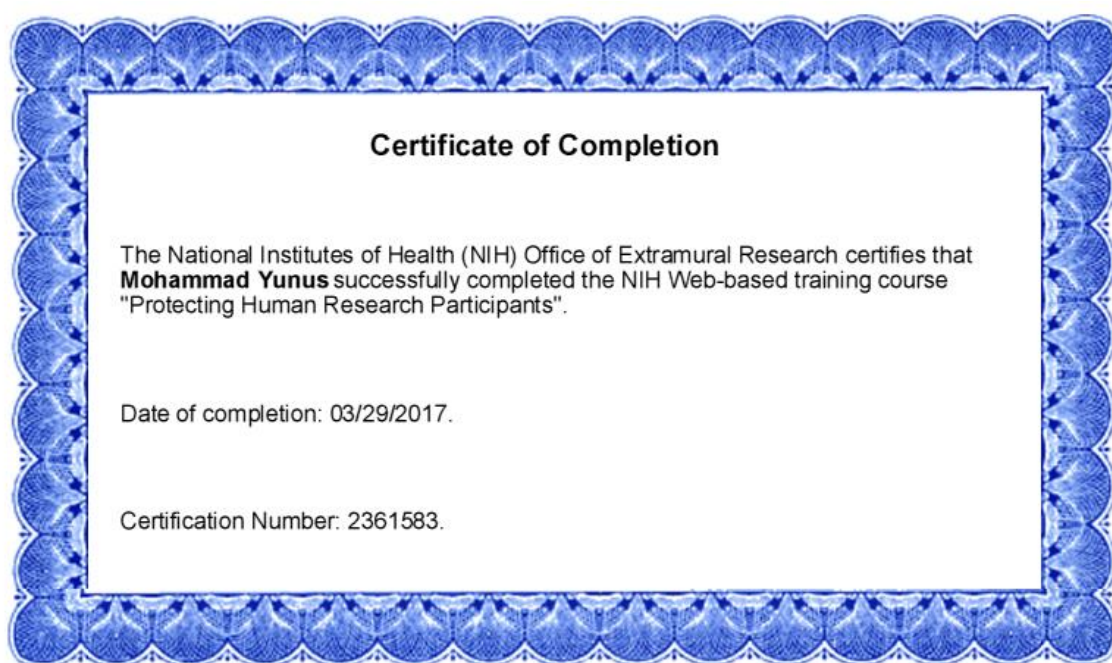 Certificate of Completion
The National Institutes of Health (NIH) Office of Extramural Research certifies that
Mohammad Yunus successfully completed the NIH Web-based training course
"Protecting Human Research Participants".
Date of completion: 03/29/2017.
Certification Number: 2361583.